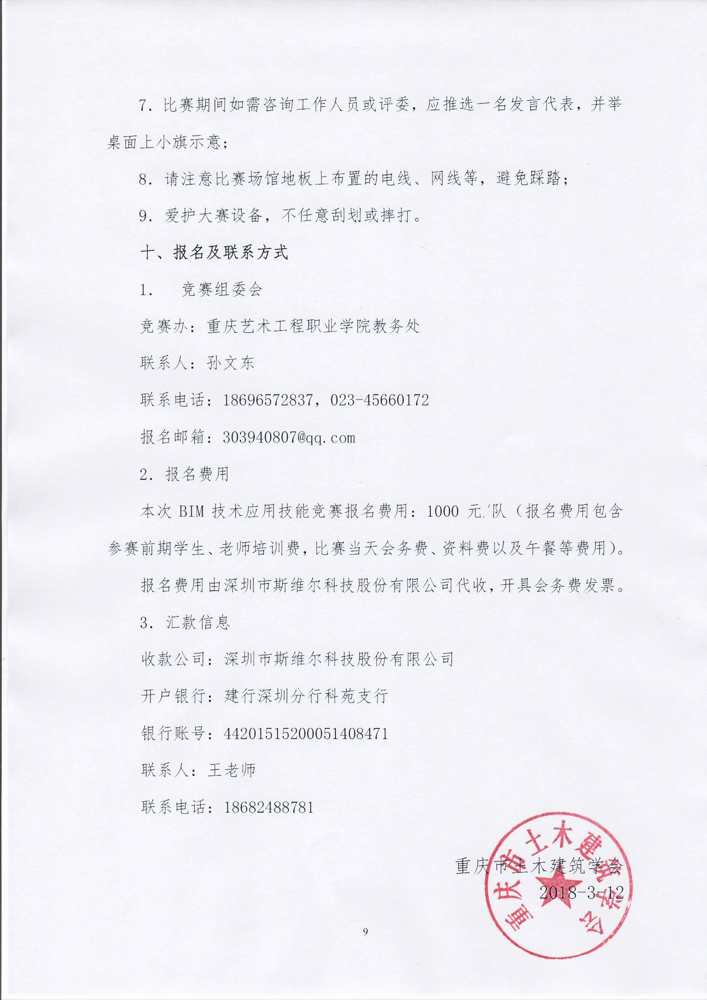 7. 比赛期间如需咨询工作人员或评委，应推选一名发言代表，并举
桌面上小旗示意；
8. 请注意比赛场馆地板上布置的电线、网线等，避免踩踏；
9. 爱护大赛设备，不任意刮划或摔打。
十、报名及联系方式
1. 竞赛组委会
竞赛办：重庆艺术工程职业学院教务处
联系人：孙文东
联系电话：18696572837，023-45660172
报名邮箱：303940807@qq.com
2. 报名费用
本次 BIM 技术应用技能竞赛报名费用：1000 元/队（报名费用包含
参赛前期学生、老师培训费，比赛当天会务费、资料费以及午餐等费用）。
报名费用由深圳市斯维尔科技股份有限公司代收，开具会务费发票。
3. 汇款信息
收款公司：深圳市斯维尔科技股份有限公司
开户银行：建行深圳分行科苑支行
银行账号：44201515200051408471
联系人：王老师
联系电话：18682488781
重庆市土木建筑学会
2018-3-12
重庆市土木建筑学会
9